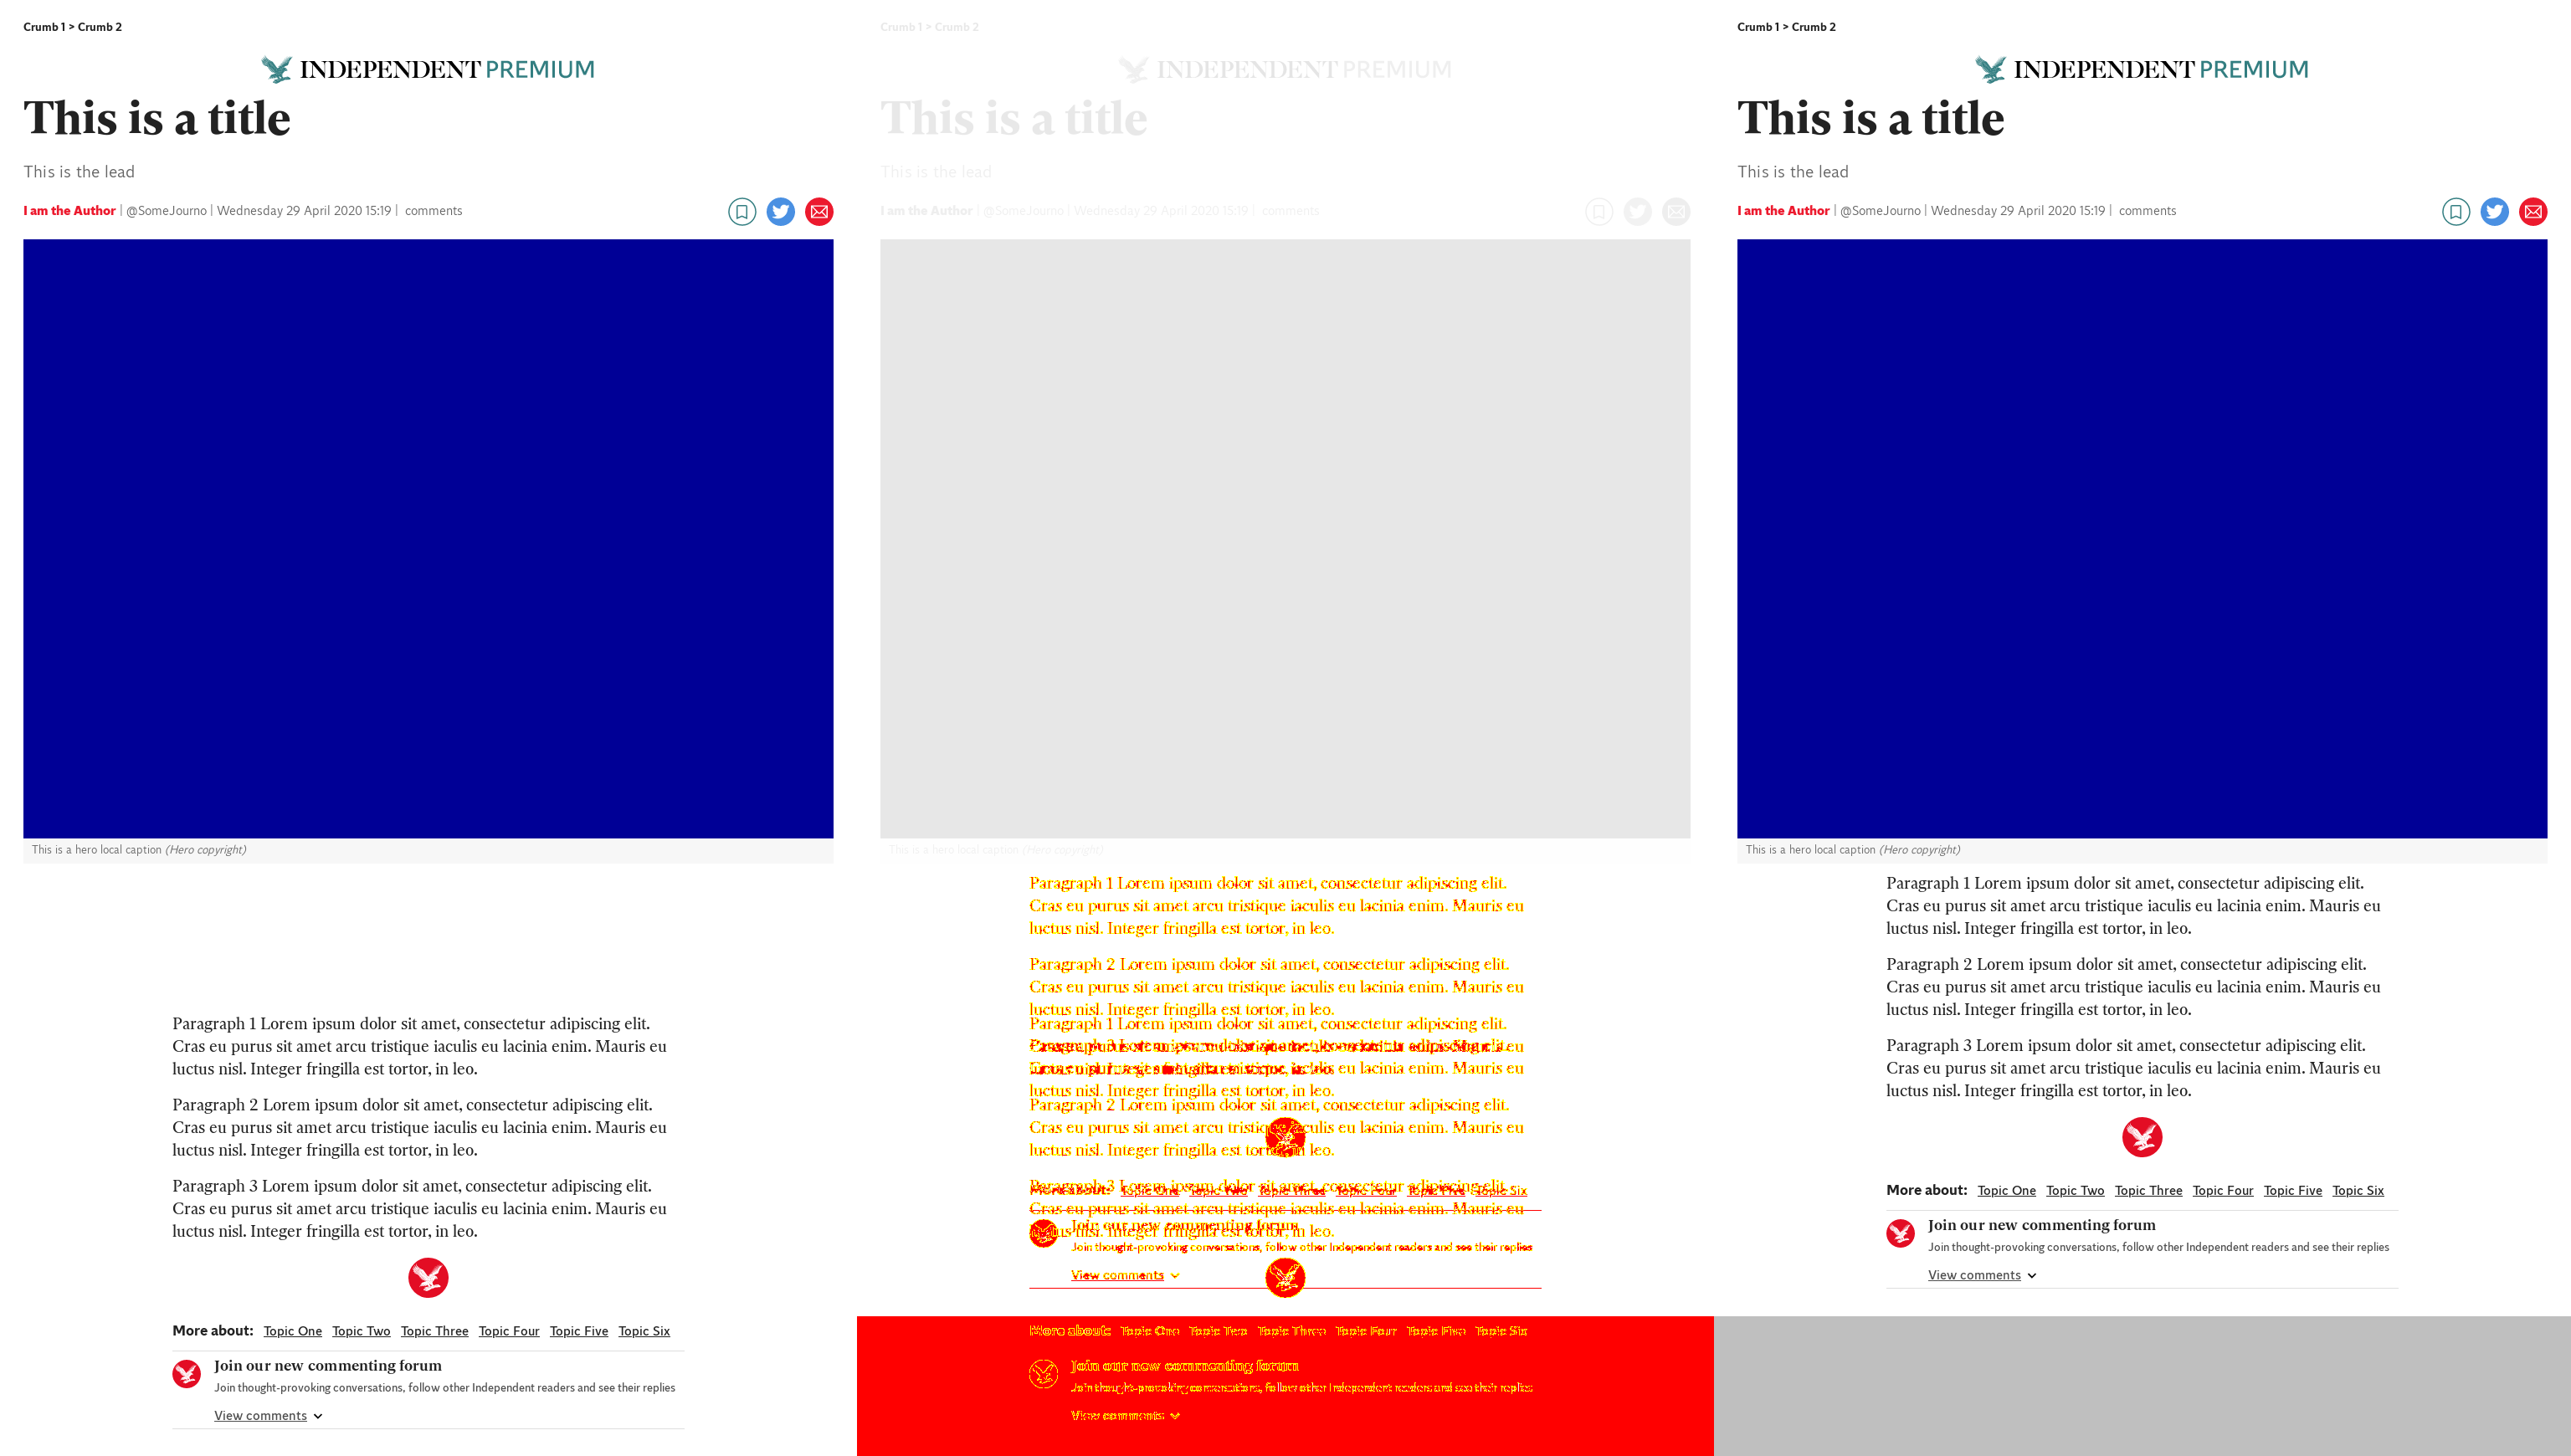 Crumb 1 > Crumb 2
INDEPENDENT PREMIUM
This is a title
This is the lead
I am the Author | @SomeJourno | Wednesday 29 April 2020 15:19 | comments
This is a hero local caption (Hero copyright)
Paragraph 1 Lorem ipsum dolor sit amet, consectetur adipiscing elit.
Cras eu purus sit amet arcu tristique iaculis eu lacinia enim. Mauris eu
luctus nisl. Integer fringilla est tortor, in leo.
Paragraph 2 Lorem ipsum dolor sit amet, consectetur adipiscing elit.
Cras eu purus sit amet arcu tristique iaculis eu lacinia enim. Mauris eu
luctus nisl. Integer fringilla est tortor, in leo.
Paragraph 3 Lorem ipsum dolor sit amet, consectetur adipiscing elit.
Cras eu purus sit amet arcu tristique iaculis eu lacinia enim. Mauris eu
luctus nisl. Integer fringilla est tortor, in leo.
More about: Topic One Topic Two Topic Three Topic Four Topic Five Topic Six
Join our new commenting forum
Join thought-provoking conversations, follow other Independent readers and see their replies
View comments
Crumb 1 > Crumb 2
INDEPENDENT PREMIUM
This is a title
This is the lead
I am the Author | @SomeJourno | Wednesday 29 April 2020 15:19 | comments
This is a hero local caption (Hero copyright)
Paragraph 1 Lorem ipsum dolor sit amet, consectetur adipiscing elit.
Cras eu purus sit amet arcu tristique iaculis eu lacinia enim. Mauris eu
luctus nisl. Integer fringilla est tortor, in leo.
Paragraph 2 Lorem ipsum dolor sit amet, consectetur adipiscing elit.
Cras eu purus sit amet arcu tristique iaculis eu lacinia enim. Mauris eu
luctus nisl. Integer fringilla est tortor, in leo.
Paragraph 1 Lorem ipsum dolor sit amet, consectetur adipiscing elit.
luctus nisl. Integer fringilla est tortor, in leo.
Paragraph 2 Lorem ipsum dolor sit amet, consectetur adipiscing elit.
Cras eu purus sit amet arcu tristique iaculis eu lacinia enim. Mauris eu
luctus nisl. Integer fringilla est tortor, in leo.
Paragraph 3 Lorem ipsum dolor sit amet, consectetur adipiscing elit.
More about: Topic One Topic Two Topic Three Topic Four Topic Five Topic Six
Cras eu purus sit amet arcu tristique iaculis eu lacinia enim. Mauris eu
Join our new commenting forum
luctus nisl. Integer fringilla est tortor, in leo.
Join thought-provoking conversations, follow other Independent readers and see their replies
View comments
More about: Topic One Topic Two Topic Three Topic Four Topic Five Topic Six
Join our new commenting forum
Join thought-provoking conversations, follow other Independent readers and see their replies
View comments
Crumb 1 > Crumb 2
INDEPENDENT PREMIUM
This is a title
This is the lead
I am the Author | @SomeJourno | Wednesday 29 April 2020 15:19 | comments
This is a hero local caption (Hero copyright)
Paragraph 1 Lorem ipsum dolor sit amet, consectetur adipiscing elit.
Cras eu purus sit amet arcu tristique iaculis eu lacinia enim. Mauris eu
luctus nisl. Integer fringilla est tortor, in leo.
Paragraph 2 Lorem ipsum dolor sit amet, consectetur adipiscing elit.
Cras eu purus sit amet arcu tristique iaculis eu lacinia enim. Mauris eu
luctus nisl. Integer fringilla est tortor, in leo.
Paragraph 3 Lorem ipsum dolor sit amet, consectetur adipiscing elit.
Cras eu purus sit amet arcu tristique iaculis eu lacinia enim. Mauris eu
luctus nisl. Integer fringilla est tortor, in leo.
More about: Topic One Topic Two Topic Three Topic Four Topic Five Topic Six
Join our new commenting forum
Join thought-provoking conversations, follow other Independent readers and see their replies
View comments